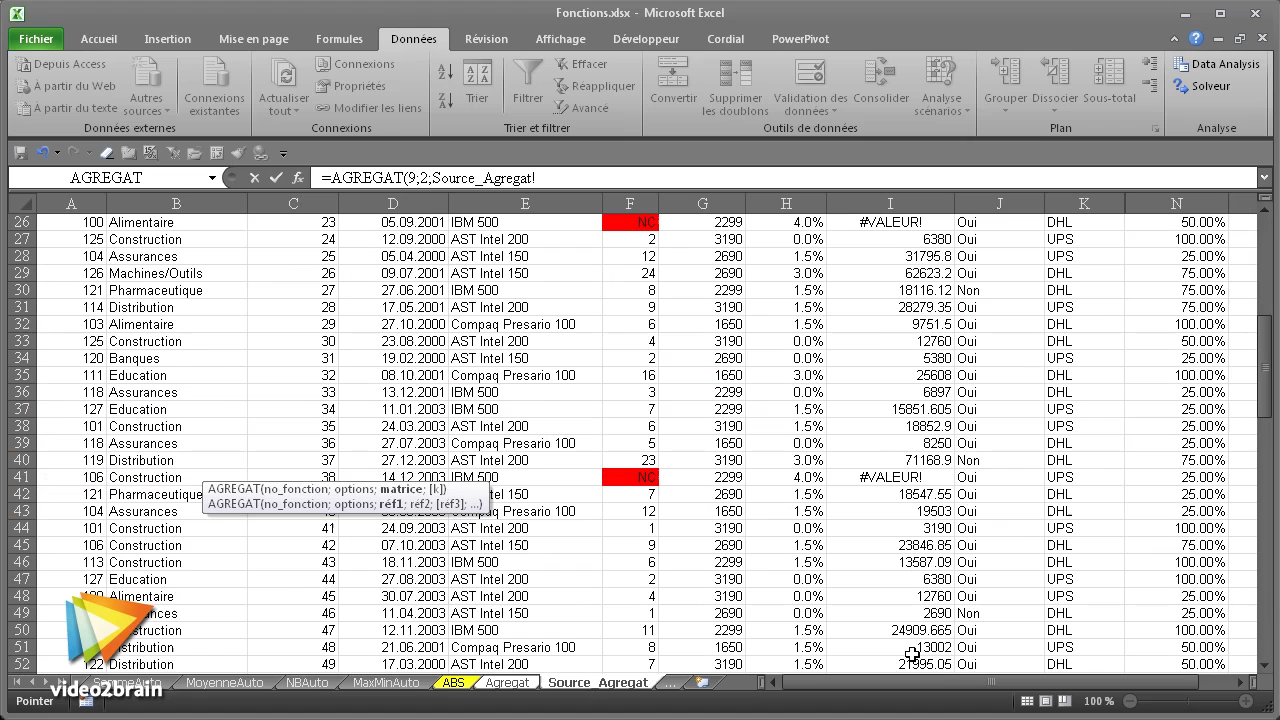 Fonctions.xlsx - Microsoft Excel
Fichier Accueil Insertion Mise en page Formules Données Révision Affichage Développeur Cordial PowerPivot
Depuis Access
À partir du Web
À partir du texte
Autres sources
Connexions existantes
Données externes
Actualiser tout
Connexions
Propriétés
Modifier les liens
Connexions
Trier
Filtrer
Effacer
Réappliquer
Avancé
Trier et filtrer
Convertir
Supprimer les doublons
Validation des données
Consolider
Analyse scénarios
Outils de données
Grouper
Dissocier
Sous-total
Plan
Data Analysis
Solveur
Analyse
AGREGAT fx =AGREGAT(9;2;Source_Agregat!
A B C D E F G H I J K L N
26 100 Alimentaire 23 05.09.2001 IBM 500 NC 2299 4.0% #VALEUR! Oui DHL 50.00%
27 125 Construction 24 12.09.2000 AST Intel 200 2 3190 0.0% 6380 Oui UPS 100.00%
28 104 Assurances 25 05.04.2000 AST Intel 150 12 2690 1.5% 31795.8 Oui UPS 25.00%
29 126 Machines/Outils 26 09.07.2001 AST Intel 150 24 2690 3.0% 62623.2 Oui DHL 75.00%
30 121 Pharmaceutique 27 27.06.2001 IBM 500 8 2299 1.5% 18116.12 Non DHL 75.00%
31 114 Distribution 28 17.05.2001 AST Intel 200 9 3190 1.5% 28279.35 Oui UPS 75.00%
32 103 Alimentaire 29 27.10.2000 Compaq Presario 100 6 1650 1.5% 9751.5 Oui DHL 100.00%
33 125 Construction 30 23.08.2000 AST Intel 200 4 3190 0.0% 12760 Oui UPS 100.00%
34 120 Banques 31 19.02.2000 AST Intel 150 2 2690 0.0% 5380 Oui UPS 25.00%
35 111 Education 32 08.10.2001 Compaq Presario 100 16 1650 3.0% 25608 Oui DHL 100.00%
36 118 Assurances 33 13.12.2001 IBM 500 3 2299 0.0% 6897 Oui DHL 25.00%
37 127 Education 34 11.01.2003 IBM 500 7 2299 1.5% 15851.605 Oui UPS 25.00%
38 101 Construction 35 24.03.2003 AST Intel 200 6 3190 1.5% 18852.9 Oui UPS 25.00%
39 118 Assurances 36 27.07.2003 Compaq Presario 100 5 1650 0.0% 8250 Oui UPS 25.00%
40 119 Distribution 37 27.12.2003 AST Intel 200 23 3190 3.0% 71168.9 Non DHL 25.00%
41 106 Construction 38 14.12.2003 IBM 500 NC 2299 4.0% #VALEUR! Oui UPS 25.00%
AGREGAT(no_fonction; options; matrice; [k])
AGREGAT(no_fonction; options; réf1; réf2; [réf3]; ...)
42 121 Pharmaceutique Intel 150 7 2690 1.5% 18547.55 Oui UPS 50.00%
43 104 Assurances Compaq Presario 100 12 1650 1.5% 19503 Oui DHL 25.00%
44 101 Construction 41 24.09.2003 AST Intel 200 1 3190 0.0% 3190 Oui DHL 25.00%
45 106 Construction 42 07.10.2003 AST Intel 150 9 2690 1.5% 23846.85 Oui UPS 75.00%
46 113 Construction 43 18.11.2003 IBM 500 6 2299 1.5% 13587.09 Oui DHL 100.00%
47 127 Education 44 27.08.2003 AST Intel 200 2 3190 0.0% 6380 Oui UPS 25.00%
48 Alimentaire 45 30.07.2003 AST Intel 200 4 3190 0.0% 12760 Oui UPS 25.00%
49 46 11.04.2003 AST Intel 150 1 2690 0.0% 2690 Non DHL 25.00%
50 47 12.11.2003 IBM 500 11 2299 1.5% 24909.665 Oui DHL 100.00%
51 48 21.06.2001 Compaq Presario 100 8 1650 1.5% 13002 Oui UPS 25.00%
52 122 Distribution 49 17.03.2000 AST Intel 200 7 3190 1.5% Oui DHL 50.00%
video2brain
SommeAuto MoyenneAuto NBAuto MaxMinAuto ABS Agregat Source_Agregat ...
Pointer 100 %